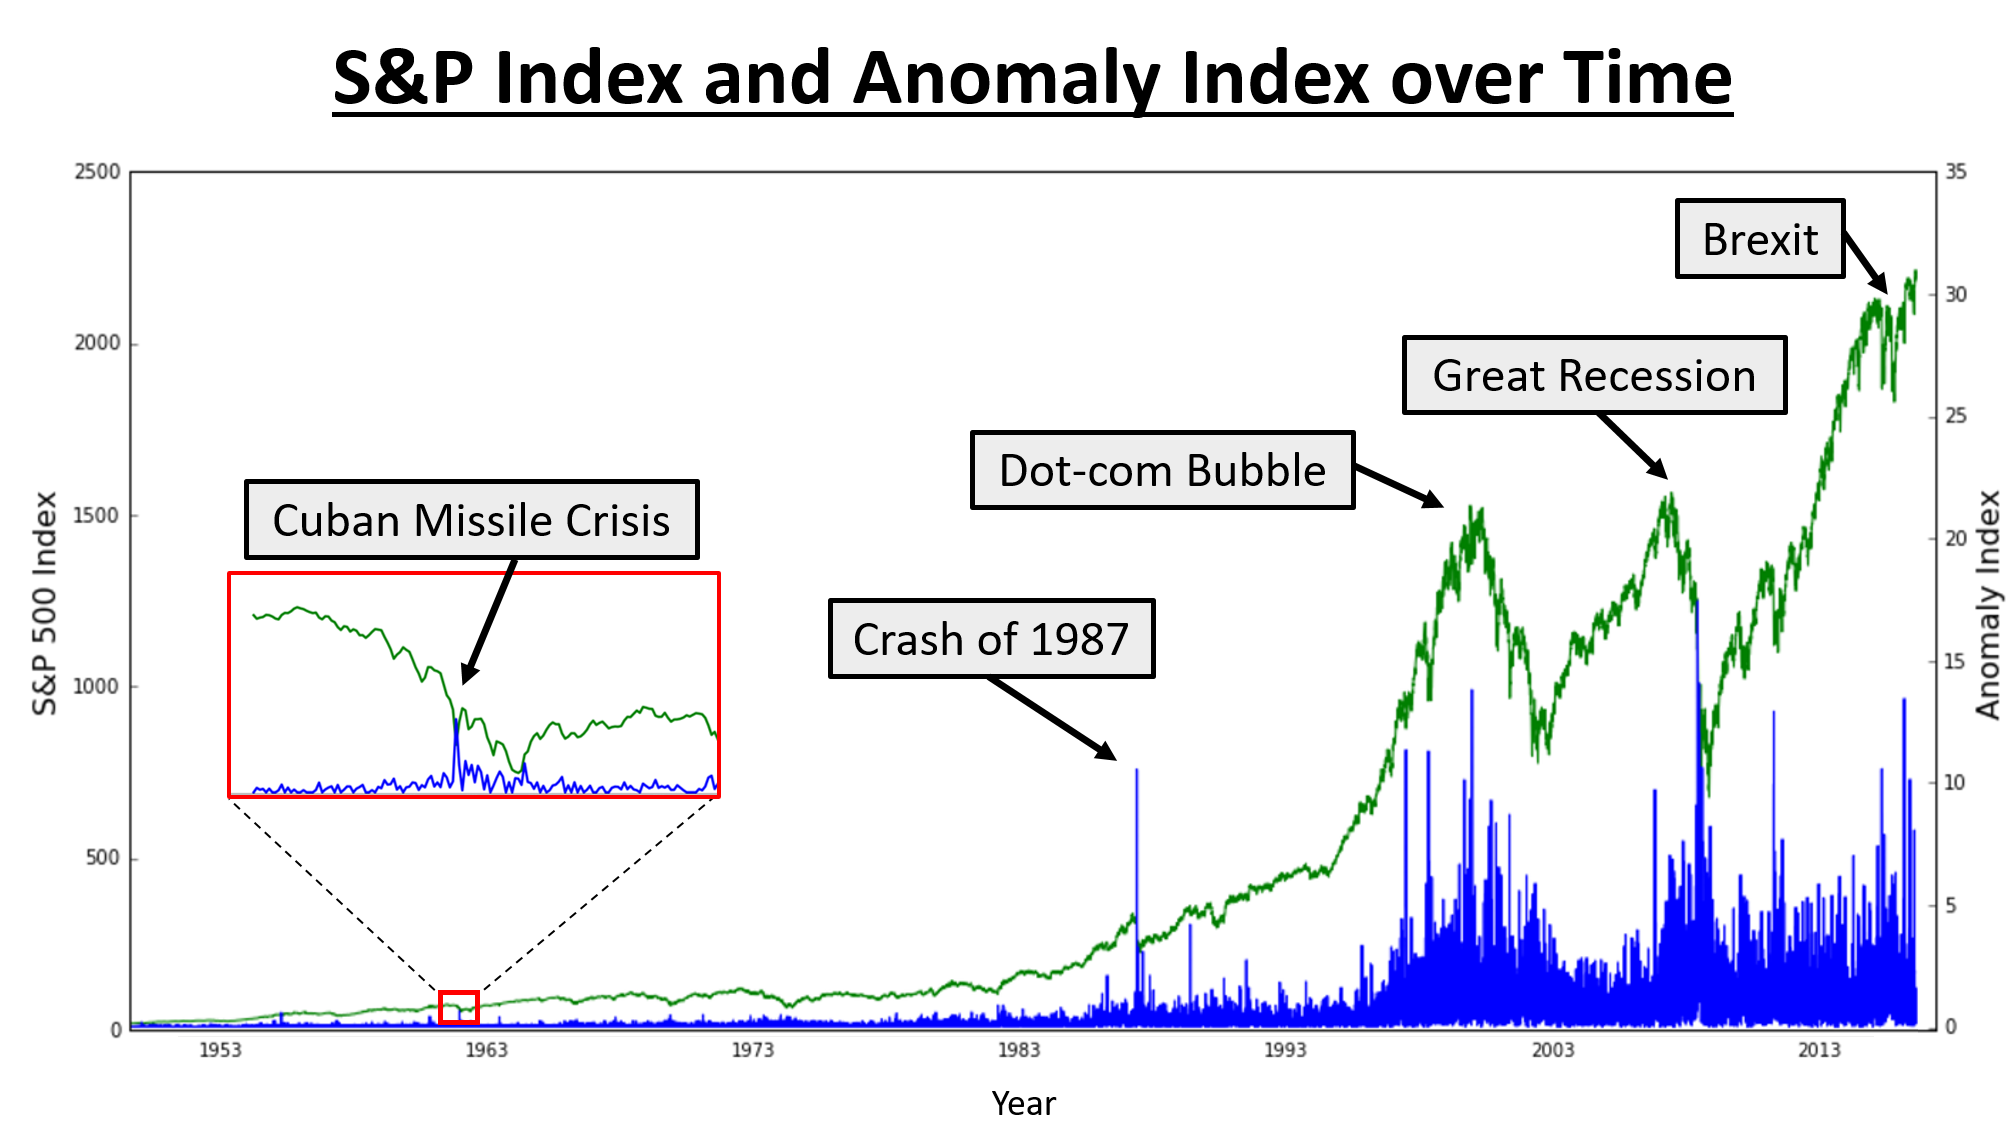 S&P Index and Anomaly Index over Time
2500
2000
1500
1000
500
0
S&P 500 Index
35
30
25
20
15
10
5
0
Anomaly Index
Brexit
Great Recession
Dot-com Bubble
Cuban Missile Crisis
Crash of 1987
1953 1963 1973 1983 1993 2003 2013
Year